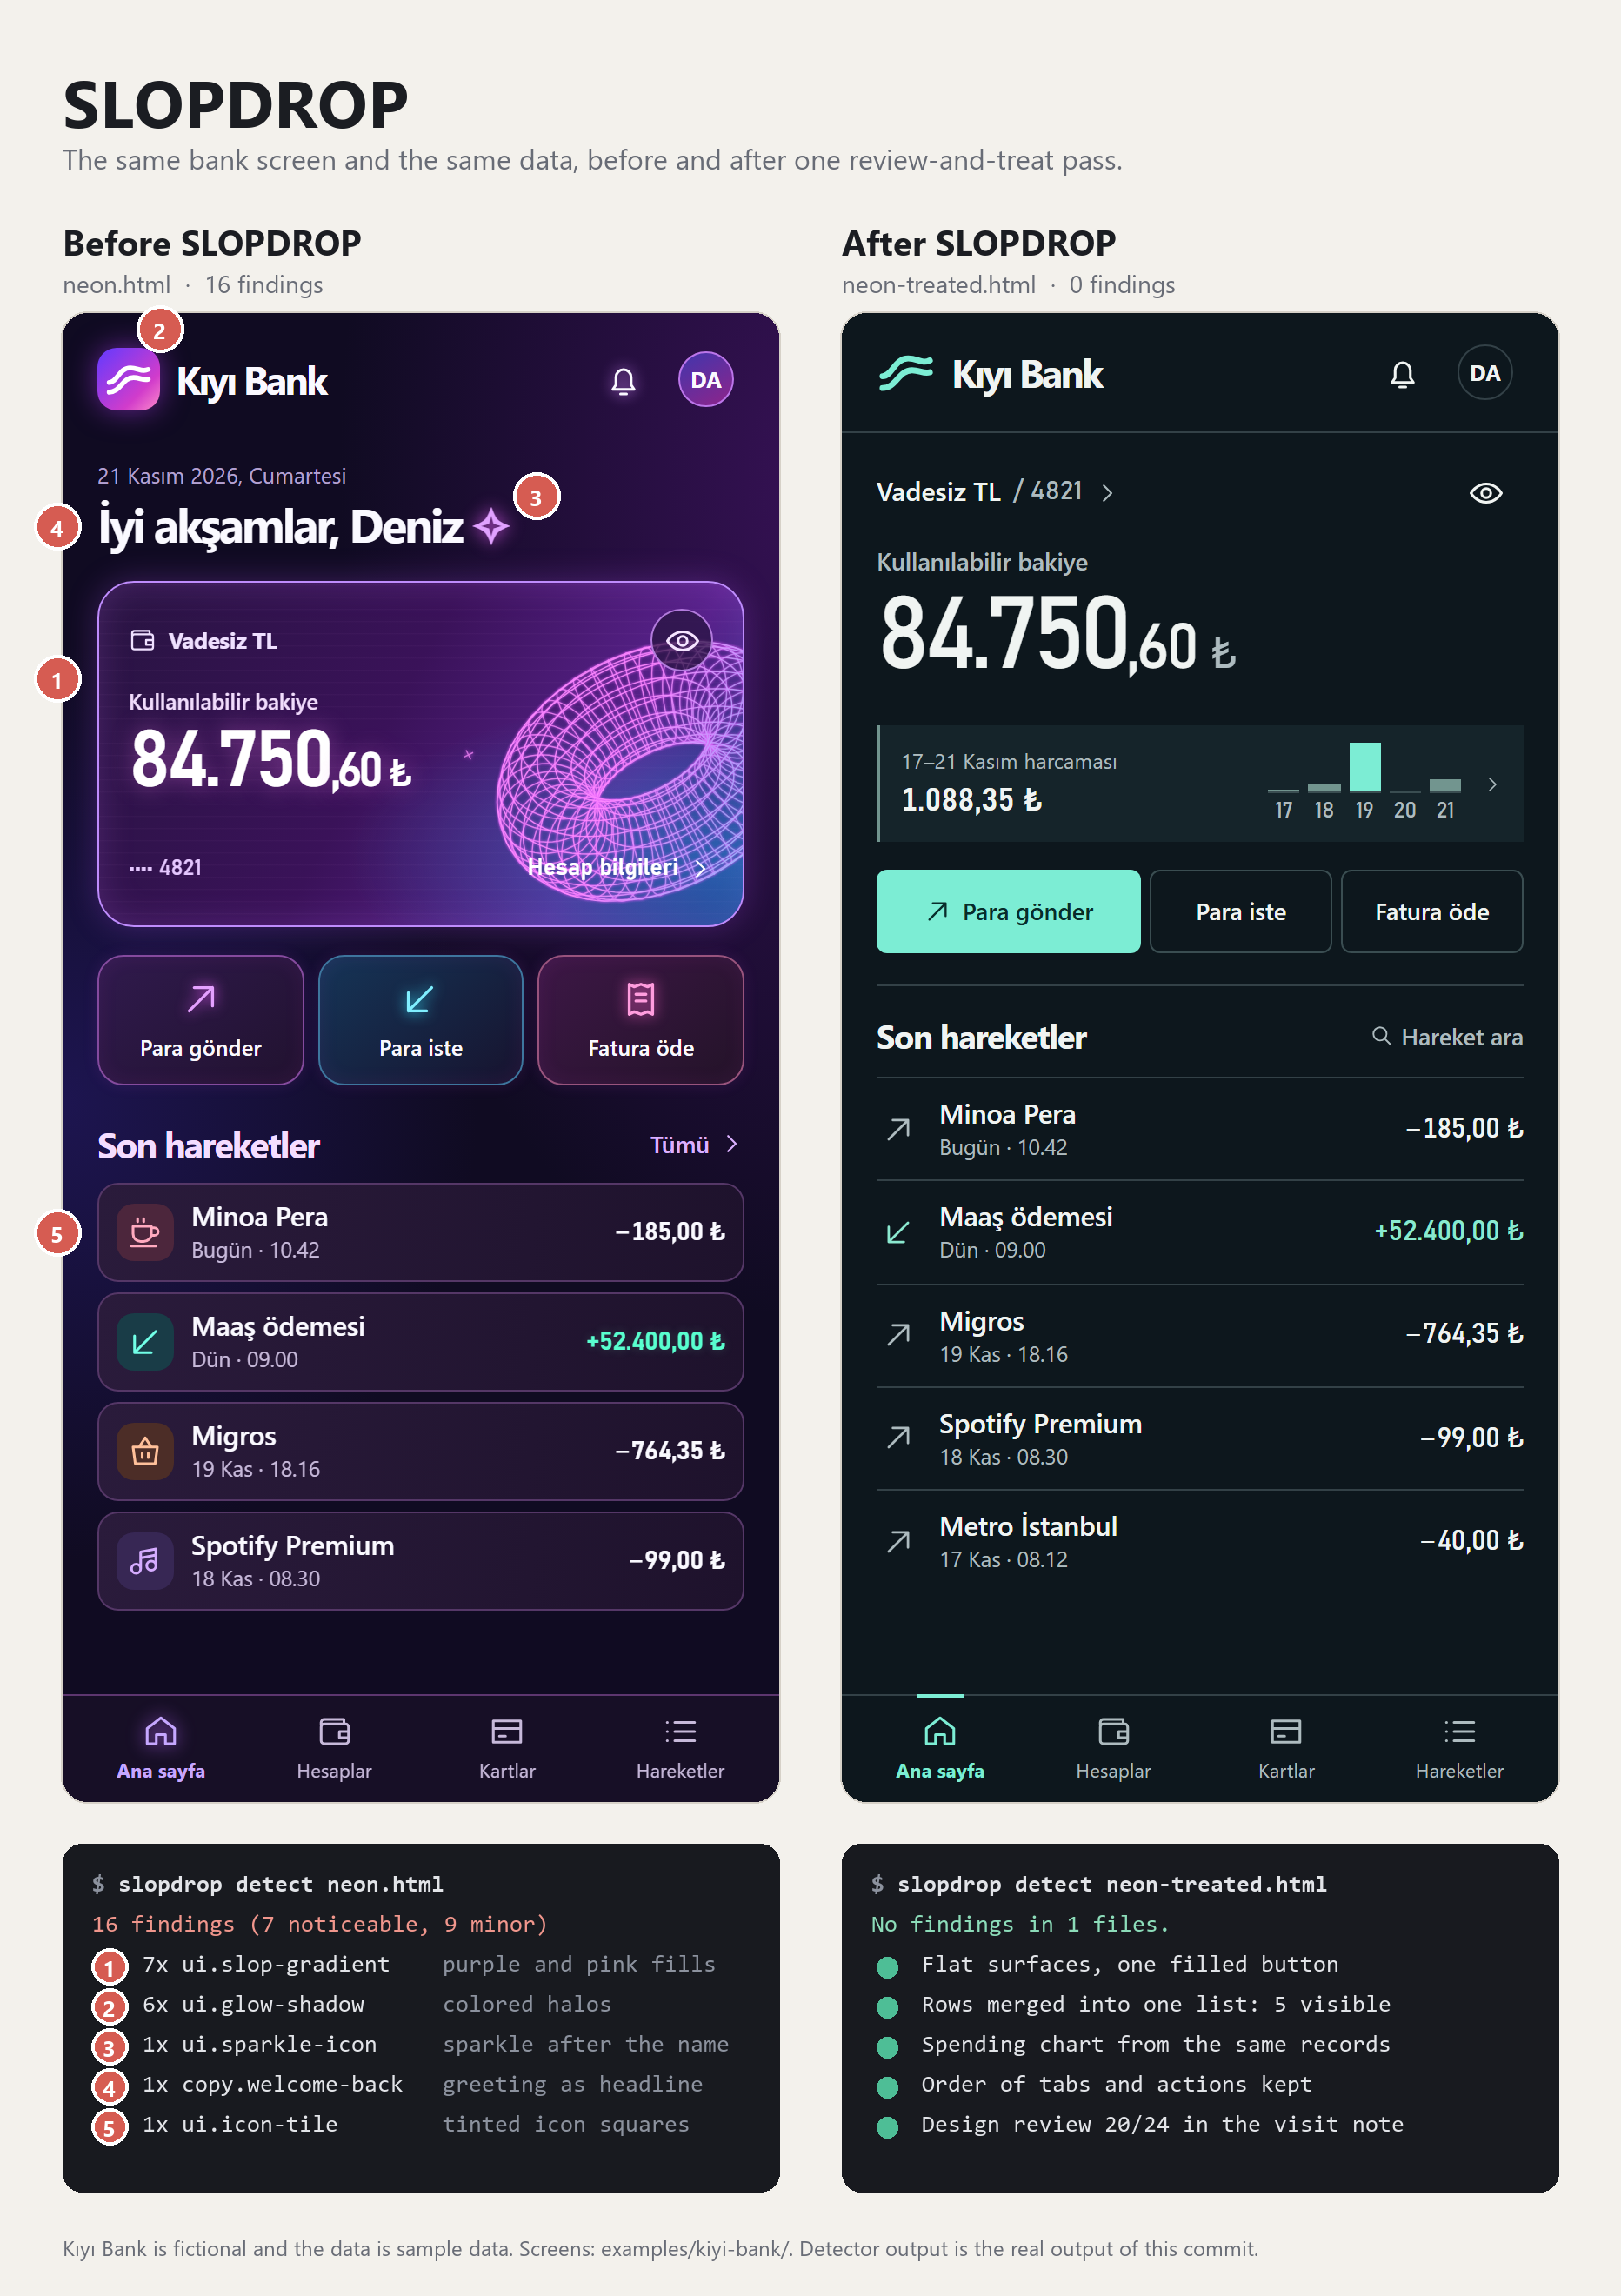 SLOPDROP
The same bank screen and the same data, before and after one review-and-treat pass.
Before SLOPDROP
neon.html · 16 findings
2
Kıyı Bank
DA
21 Kasım 2026, Cumartesi
3
4
İyi akşamlar, Deniz
Vadesiz TL
1
Kullanılabilir bakiye
84.750,60 ₺
•••• 4821
Hesap bilgileri
Para gönder
Para iste
Fatura öde
Son hareketler
Tümü
5
Minoa Pera
Bugün · 10.42
−185,00 ₺
Maaş ödemesi
Dün · 09.00
+52.400,00 ₺
Migros
19 Kas · 18.16
−764,35 ₺
Spotify Premium
18 Kas · 08.30
−99,00 ₺
Ana sayfa
Hesaplar
Kartlar
Hareketler
$ slopdrop detect neon.html
16 findings (7 noticeable, 9 minor)
1 7x ui.slop-gradient purple and pink fills
2 6x ui.glow-shadow colored halos
3 1x ui.sparkle-icon sparkle after the name
4 1x copy.welcome-back greeting as headline
5 1x ui.icon-tile tinted icon squares
After SLOPDROP
neon-treated.html · 0 findings
Kıyı Bank
DA
Vadesiz TL / 4821
Kullanılabilir bakiye
84.750,60 ₺
17–21 Kasım harcaması
1.088,35 ₺
17 18 19 20 21
Para gönder
Para iste
Fatura öde
Son hareketler
Hareket ara
Minoa Pera
Bugün · 10.42
−185,00 ₺
Maaş ödemesi
Dün · 09.00
+52.400,00 ₺
Migros
19 Kas · 18.16
−764,35 ₺
Spotify Premium
18 Kas · 08.30
−99,00 ₺
Metro İstanbul
17 Kas · 08.12
−40,00 ₺
Ana sayfa
Hesaplar
Kartlar
Hareketler
$ slopdrop detect neon-treated.html
No findings in 1 files.
Flat surfaces, one filled button
Rows merged into one list: 5 visible
Spending chart from the same records
Order of tabs and actions kept
Design review 20/24 in the visit note
Kıyı Bank is fictional and the data is sample data. Screens: examples/kiyi-bank/. Detector output is the real output of this commit.